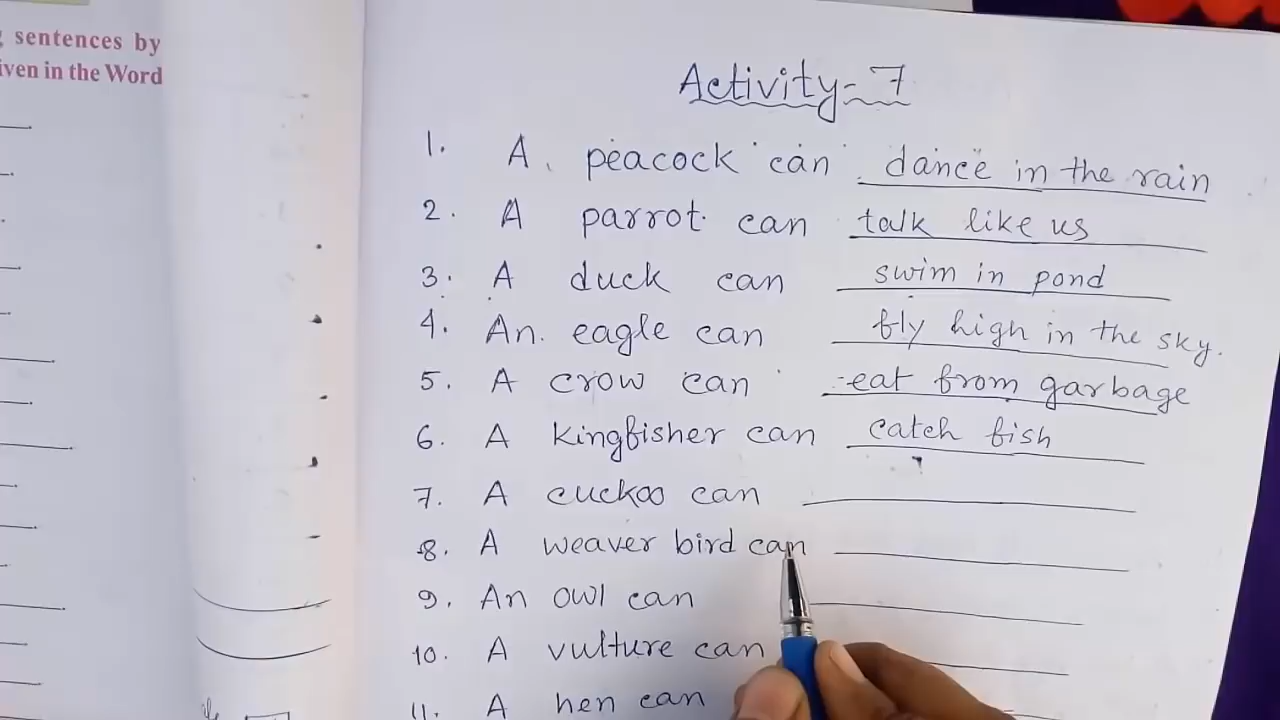 sentences by
iven in the Word
Activity-7
1. A peacock can dance in the rain
2. A parrot can talk like us
3. A duck can swim in pond
4. An eagle can fly high in the sky.
5. A crow can eat from garbage
6. A kingfisher can catch fish
7. A cuckoo can
8. A weaver bird can
9. An owl can
10. A vulture can
11. A hen can